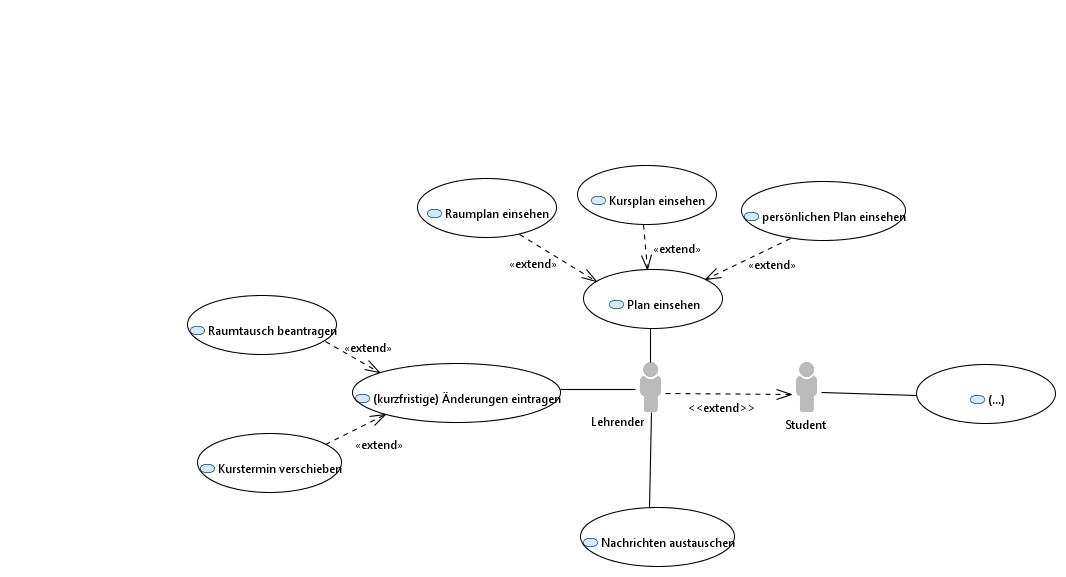 Kursplan einsehen
Raumplan einsehen
persönlichen Plan einsehen
«extend»
«extend»
«extend»
Plan einsehen
Raumtausch beantragen
«extend»
(kurzfristige) Änderungen eintragen
(...)
<<extend>>
Lehrender
Student
«extend»
Kurstermin verschieben
Nachrichten austauschen